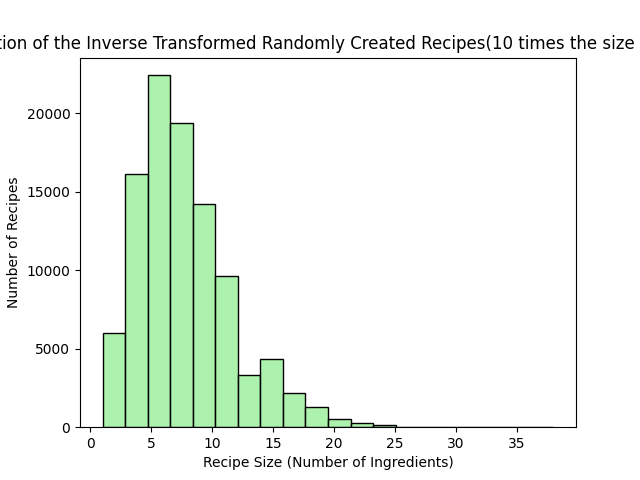 tion of the Inverse Transformed Randomly Created Recipes(10 times the size
20000
15000
10000
5000
0
Number of Recipes
0 5 10 15 20 25 30 35
Recipe Size (Number of Ingredients)